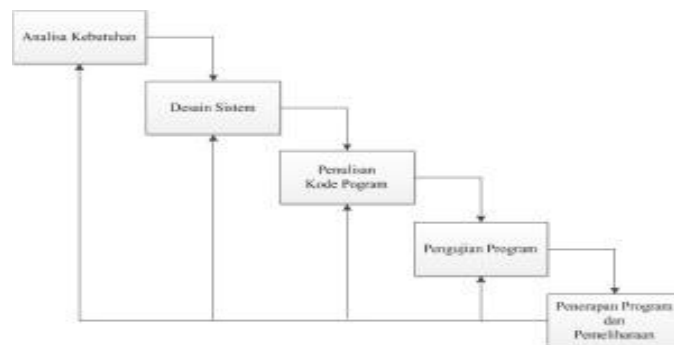 Analisa Kebutuhan
Desain Sistem
Penulisan
Kode Pogram
Pengujian Program
Penerapan Program
dan
Pemeliharaan